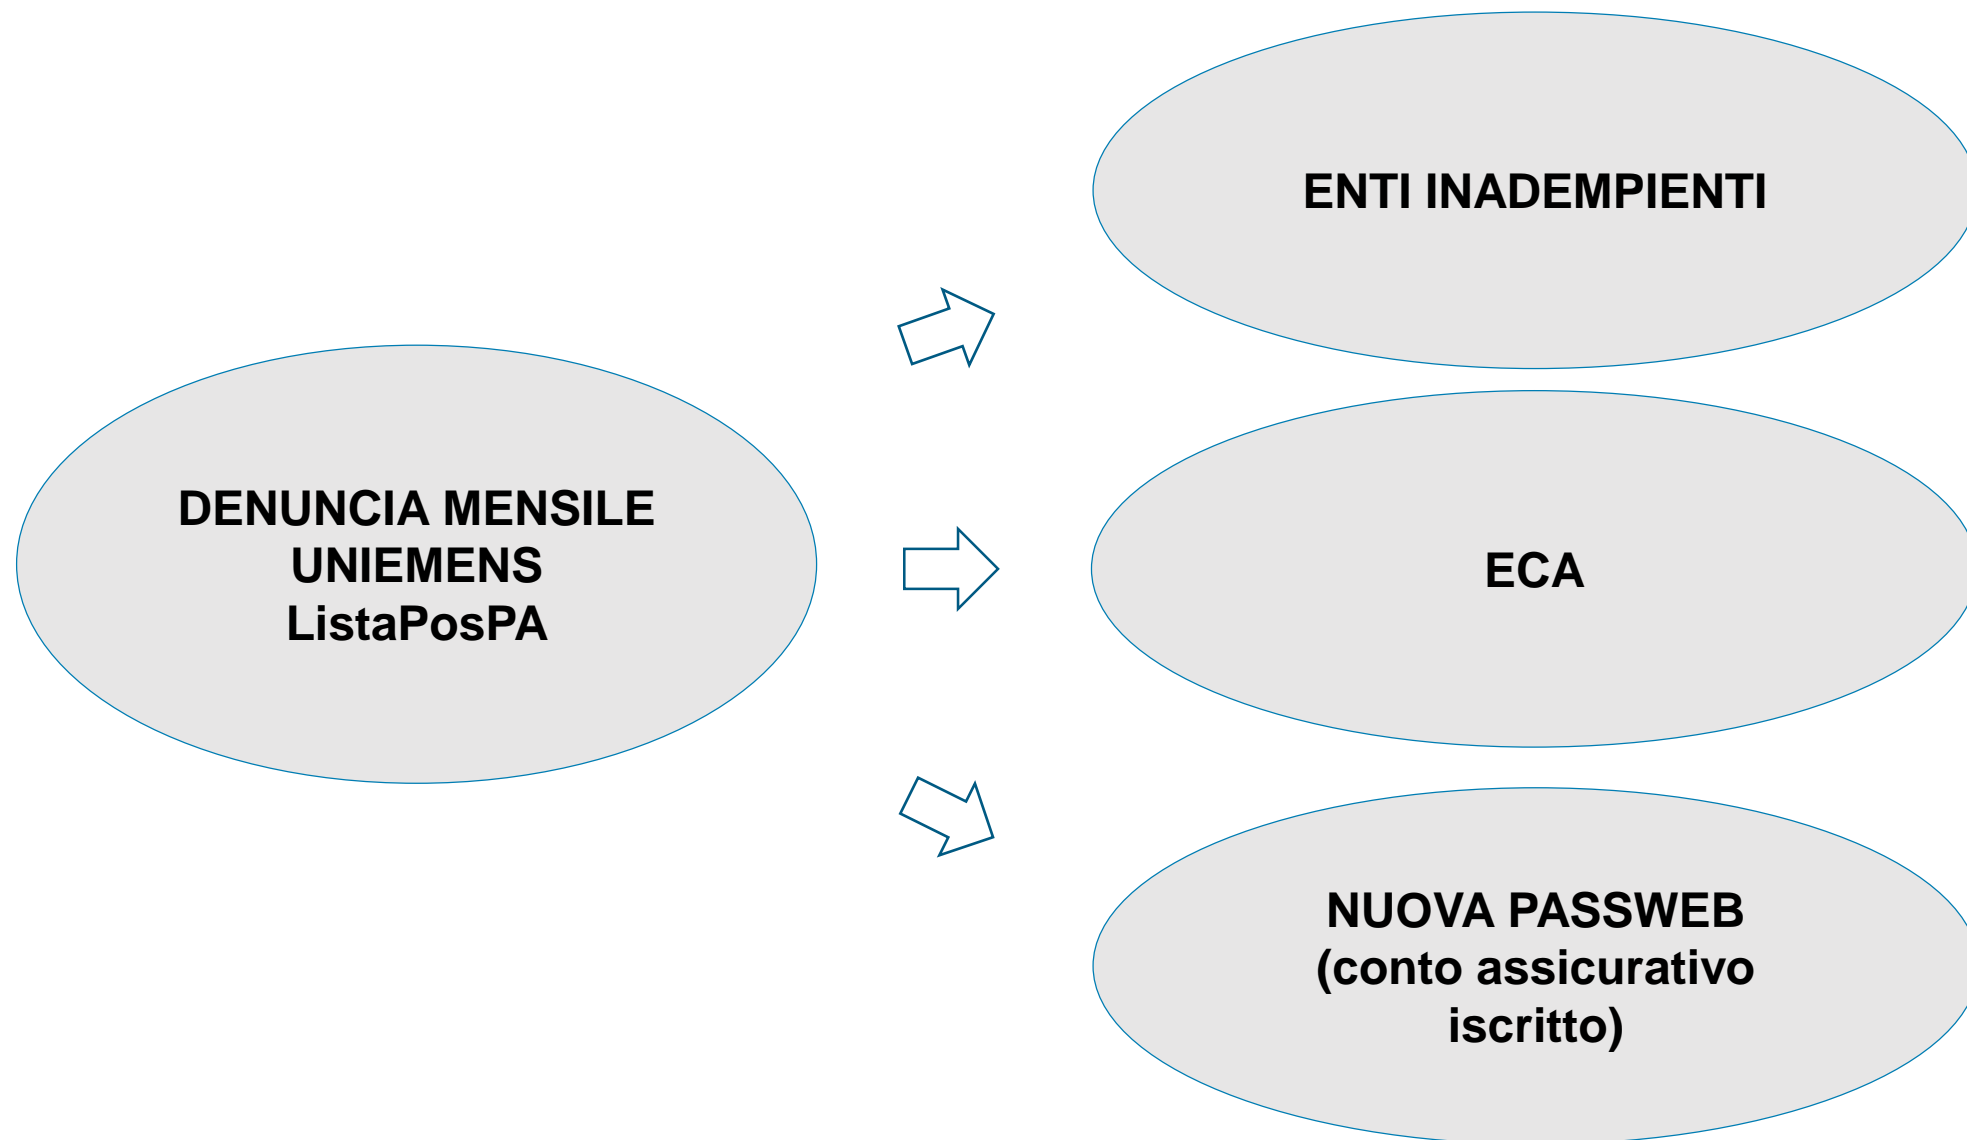 ENTI INADEMPIENTI
DENUNCIA MENSILE
UNIEMENS
ListaPosPA
ECA
NUOVA PASSWEB
(conto assicurativo
iscritto)